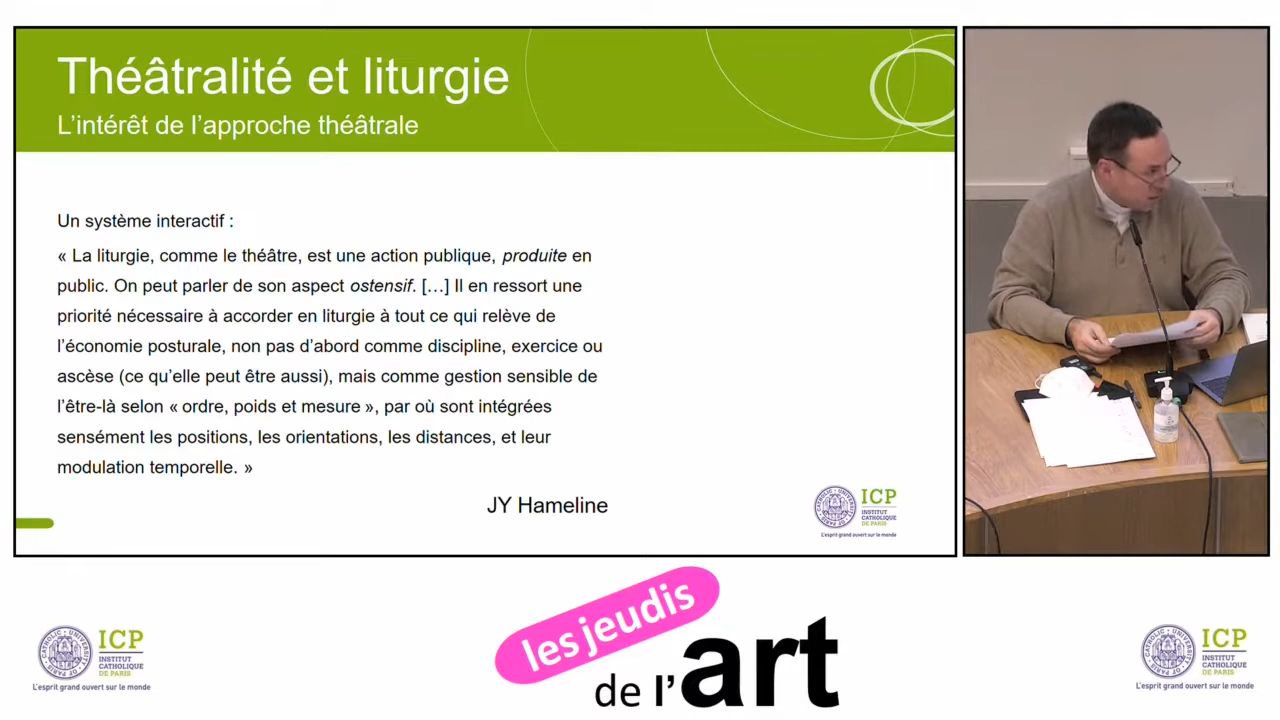 Théâtralité et liturgie
L’intérêt de l’approche théâtrale
Un système interactif :
« La liturgie, comme le théâtre, est une action publique, produite en
public. On peut parler de son aspect ostensif. […] Il en ressort une
priorité nécessaire à accorder en liturgie à tout ce qui relève de
l’économie posturale, non pas d’abord comme discipline, exercice ou
ascèse (ce qu’elle peut être aussi), mais comme gestion sensible de
l’être-là selon « ordre, poids et mesure », par où sont intégrées
sensément les positions, les orientations, les distances, et leur
modulation temporelle. »
JY Hameline
ICP
INSTITUT
CATHOLIQUE
DE PARIS
L’esprit grand ouvert sur le monde
ICP
INSTITUT
CATHOLIQUE
DE PARIS
L’esprit grand ouvert sur le monde
les jeudis
de l’art
ICP
INSTITUT
CATHOLIQUE
DE PARIS
L’esprit grand ouvert sur le monde